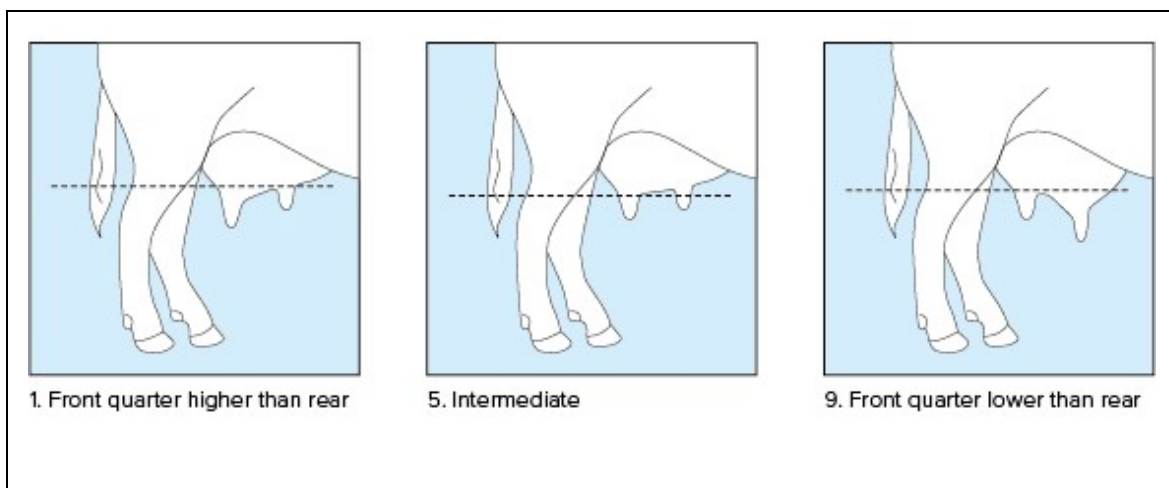 1. Front quarter higher than rear
5. Intermediate
9. Front quarter lower than rear